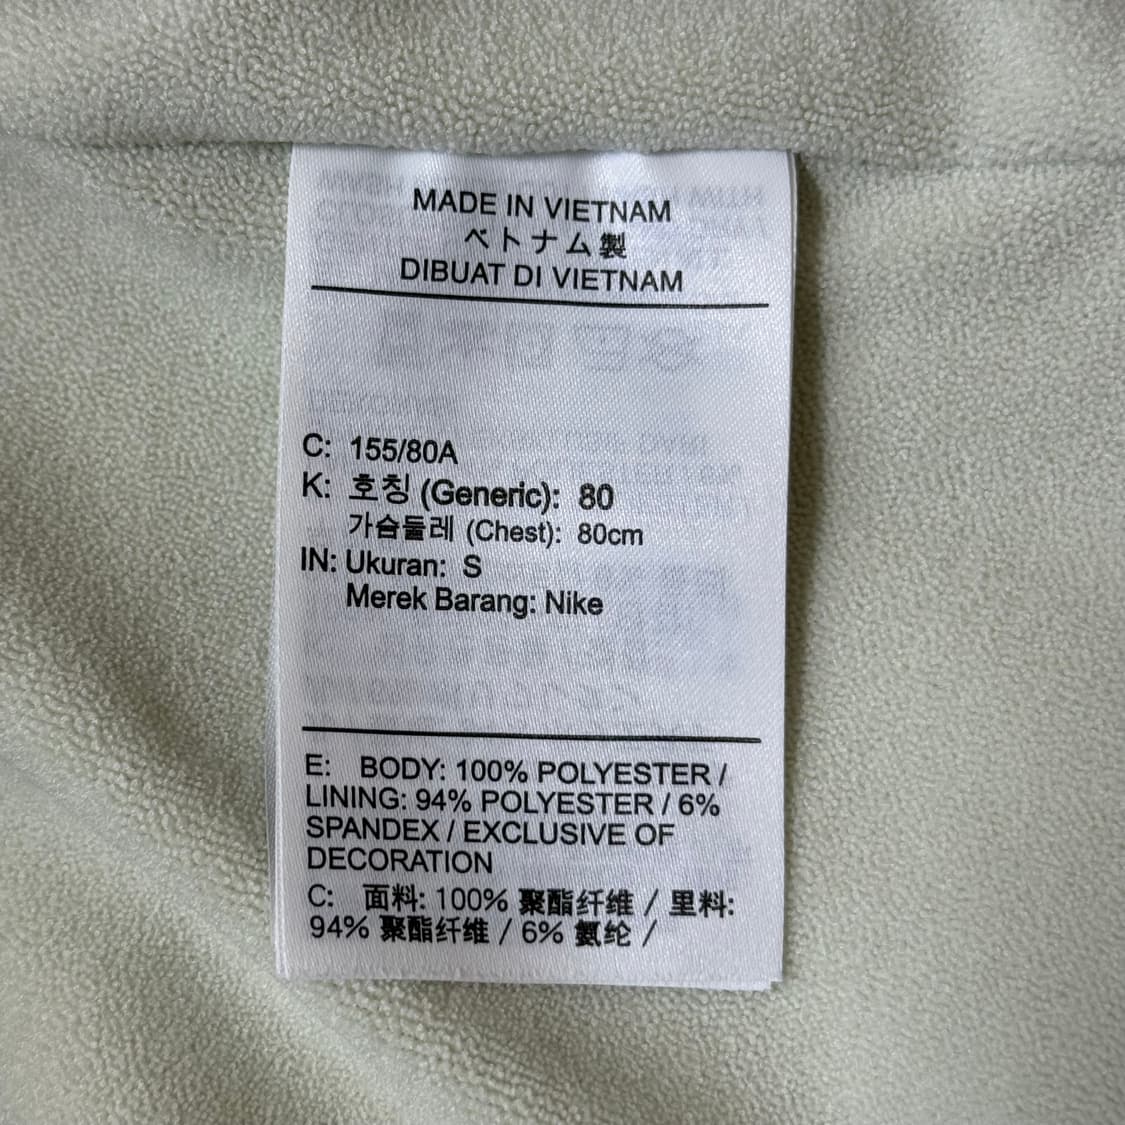 MADE IN VIETNAM
ベトナム製
DIBUAT DI VIETNAM
C: 155/80A
K: 호칭 (Generic): 80
가슴둘레 (Chest): 80cm
IN: Ukuran: S
Merek Barang: Nike
E: BODY: 100% POLYESTER /
LINING: 94% POLYESTER / 6%
SPANDEX / EXCLUSIVE OF
DECORATION
C: 面料: 100% 聚酯纤维 / 里料:
94% 聚酯纤维 / 6% 氨纶 /